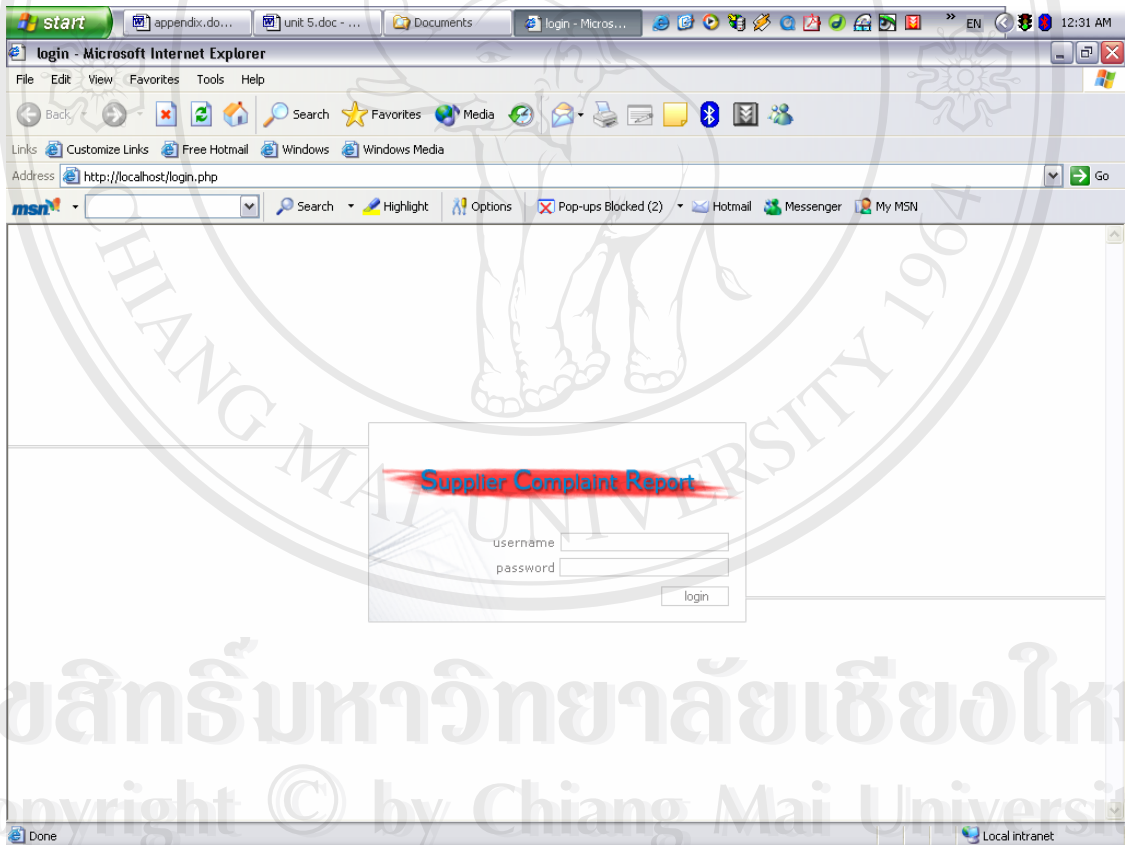 start appendix.do... unit 5.doc - ... Documents login - Micros... » EN 12:31 AM
login - Microsoft Internet Explorer
File Edit View Favorites Tools Help
Back Search Favorites Media
Links Customize Links Free Hotmail Windows Windows Media
Address http://localhost/login.php Go
msn Search Highlight Options Pop-ups Blocked (2) Hotmail Messenger My MSN
CHIANG MAI UNIVERSITY 1964
Supplier Complaint Report
username
password
login
ขสิทธิ์มหาวิทยาลัยเชียงให
opyright © by Chiang Mai Universit
Done Local intranet